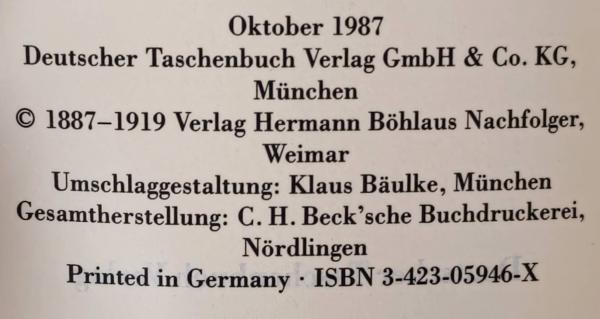 Oktober 1987
Deutscher Taschenbuch Verlag GmbH & Co. KG,
München
© 1887–1919 Verlag Hermann Böhlaus Nachfolger,
Weimar
Umschlaggestaltung: Klaus Bäulke, München
Gesamtherstellung: C. H. Beck'sche Buchdruckerei,
Nördlingen
Printed in Germany · ISBN 3-423-05946-X